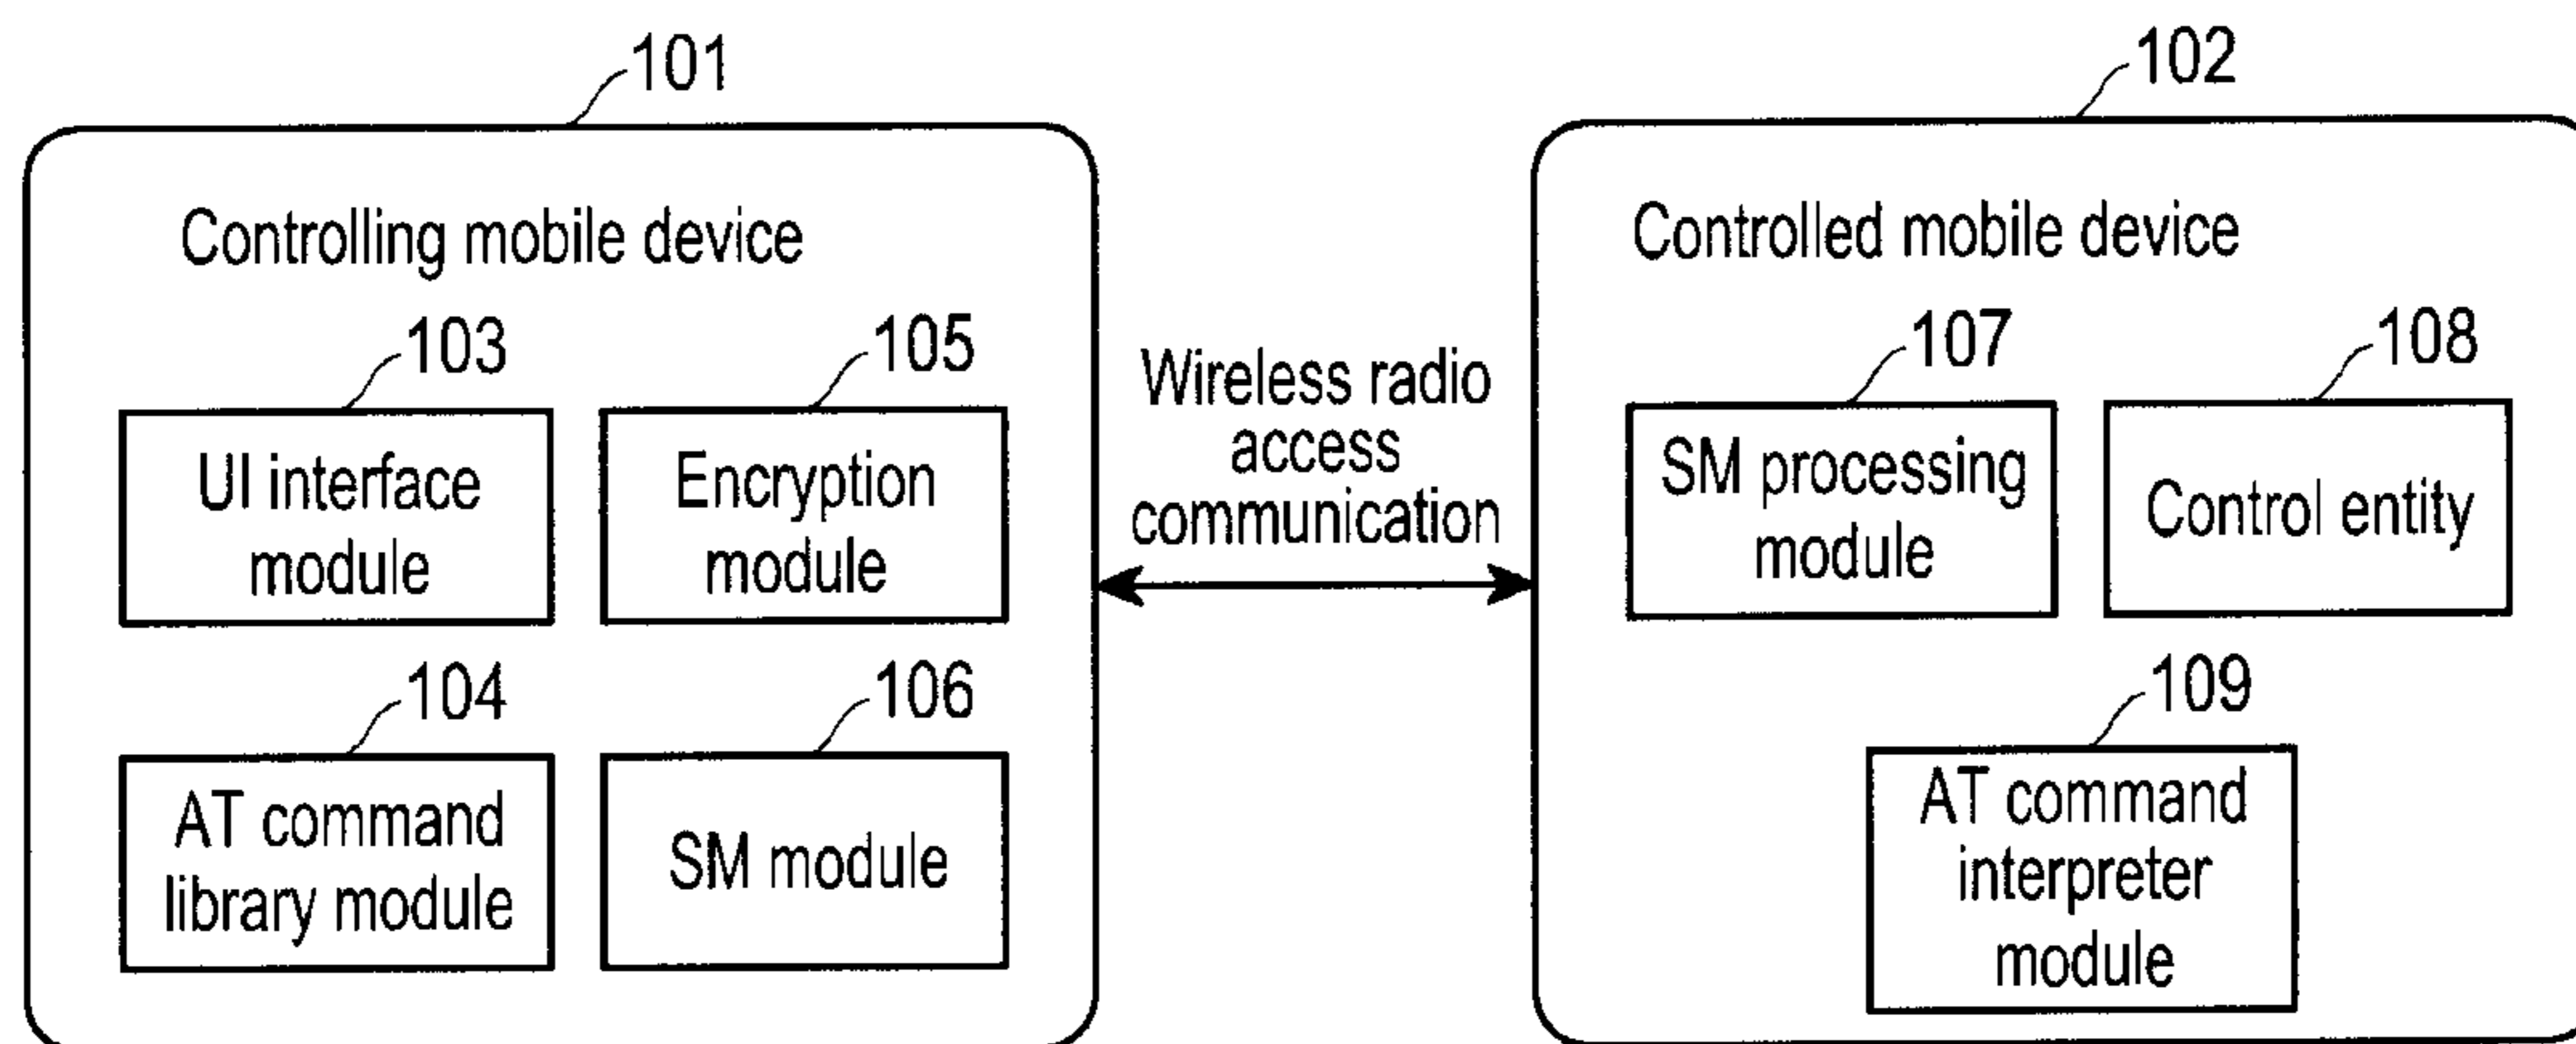 101
Controlling mobile device
103
UI interface
module
105
Encryption
module
104
AT command
library module
106
SM module
Wireless radio
access
communication
102
Controlled mobile device
107
SM processing
module
108
Control entity
109
AT command
interpreter
module